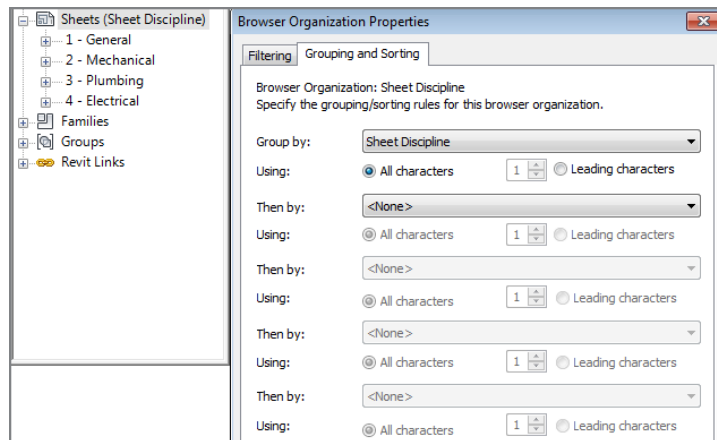 Sheets (Sheet Discipline)
1 - General
2 - Mechanical
3 - Plumbing
4 - Electrical
Families
Groups
Revit Links
Browser Organization Properties
Filtering Grouping and Sorting
Browser Organization: Sheet Discipline
Specify the grouping/sorting rules for this browser organization.
Group by: Sheet Discipline
Using: All characters 1 Leading characters
Then by: <None>
Using: All characters 1 Leading characters
Then by: <None>
Using: All characters 1 Leading characters
Then by: <None>
Using: All characters 1 Leading characters
Then by: <None>
Using: All characters 1 Leading characters